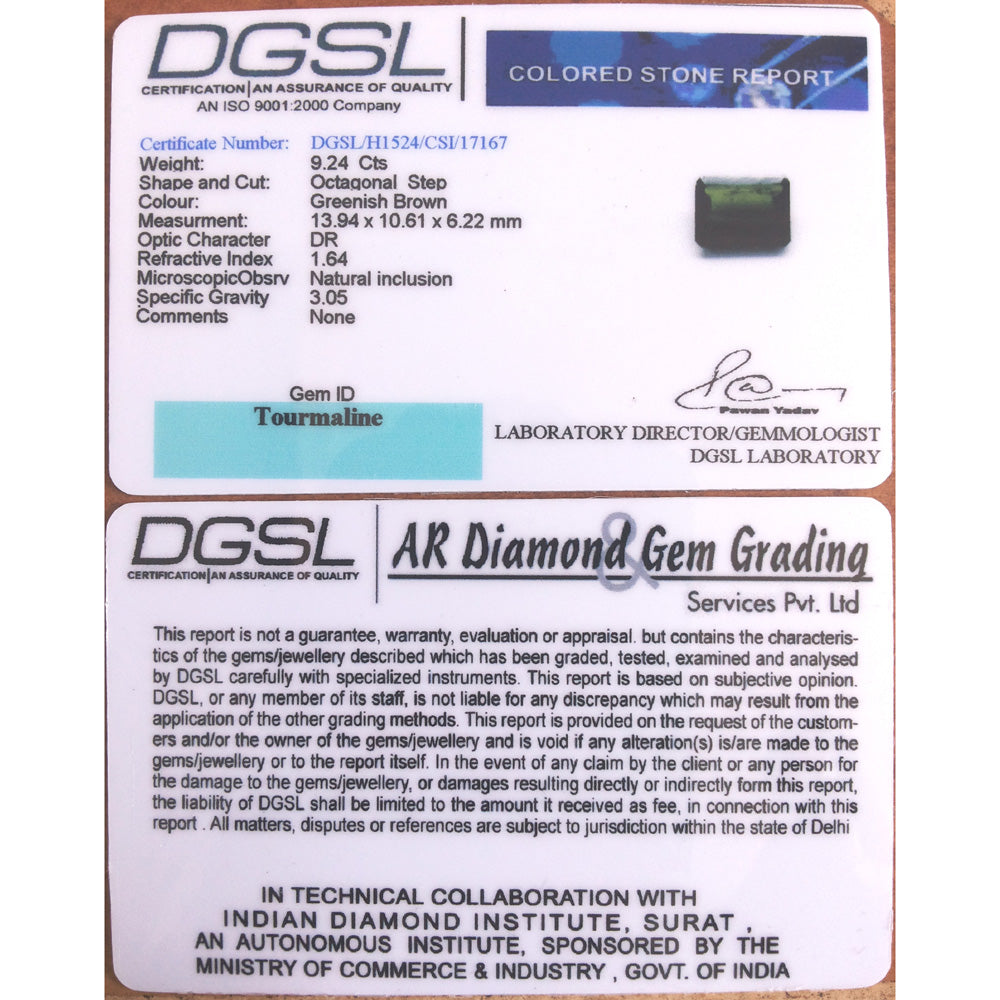 DGSL
CERTIFICATION|AN ASSURANCE OF QUALITY
AN ISO 9001:2000 Company
COLORED STONE REPORT
Certificate Number: DGSL/H1524/CSI/17167
Weight: 9.24 Cts
Shape and Cut: Octagonal Step
Colour: Greenish Brown
Measurment: 13.94 x 10.61 x 6.22 mm
Optic Character DR
Refractive Index 1.64
MicroscopicObsrv Natural inclusion
Specific Gravity 3.05
Comments None
Gem ID
Tourmaline
Pawan Yadav
LABORATORY DIRECTOR/GEMMOLOGIST
DGSL LABORATORY
DGSL
CERTIFICATION|AN ASSURANCE OF QUALITY
AR Diamond & Gem Grading
Services Pvt. Ltd
This report is not a guarantee, warranty, evaluation or appraisal. but contains the characteris-
tics of the gems/jewellery described which has been graded, tested, examined and analysed
by DGSL carefully with specialized instruments. This report is based on subjective opinion.
DGSL, or any member of its staff, is not liable for any discrepancy which may result from the
application of the other grading methods. This report is provided on the request of the custom-
ers and/or the owner of the gems/jewellery and is void if any alteration(s) is/are made to the
gems/jewellery or to the report itself. In the event of any claim by the client or any person for
the damage to the gems/jewellery, or damages resulting directly or indirectly form this report,
the liability of DGSL shall be limited to the amount it received as fee, in connection with this
report . All matters, disputes or references are subject to jurisdiction within the state of Delhi
IN TECHNICAL COLLABORATION WITH
INDIAN DIAMOND INSTITUTE, SURAT ,
AN AUTONOMOUS INSTITUTE, SPONSORED BY THE
MINISTRY OF COMMERCE & INDUSTRY , GOVT. OF INDIA